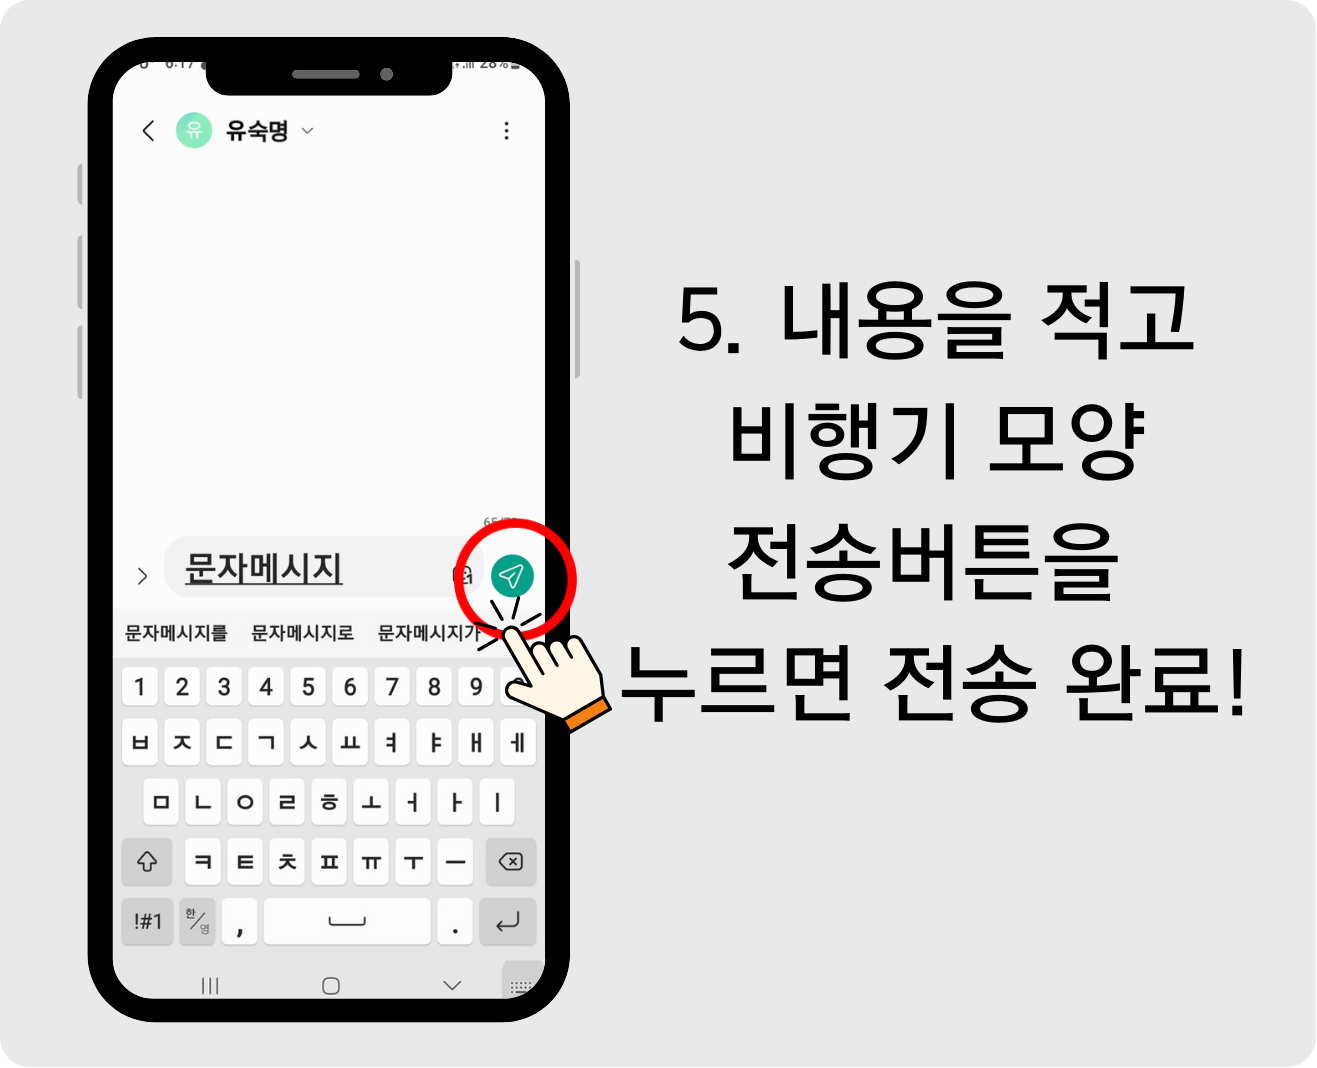 6:17
28%
유 유숙명
5. 내용을 적고
비행기 모양
전송버튼을
누르면 전송 완료!
문자메시지
문자메시지를 문자메시지로 문자메시지가
1 2 3 4 5 6 7 8 9
ㅂ ㅈ ㄷ ㄱ ㅅ ㅛ ㅕ ㅑ ㅐ ㅔ
ㅁ ㄴ ㅇ ㄹ ㅎ ㅗ ㅓ ㅏ ㅣ
ㅋ ㅌ ㅊ ㅍ ㅠ ㅜ ㅡ
!#1 한/영 , .